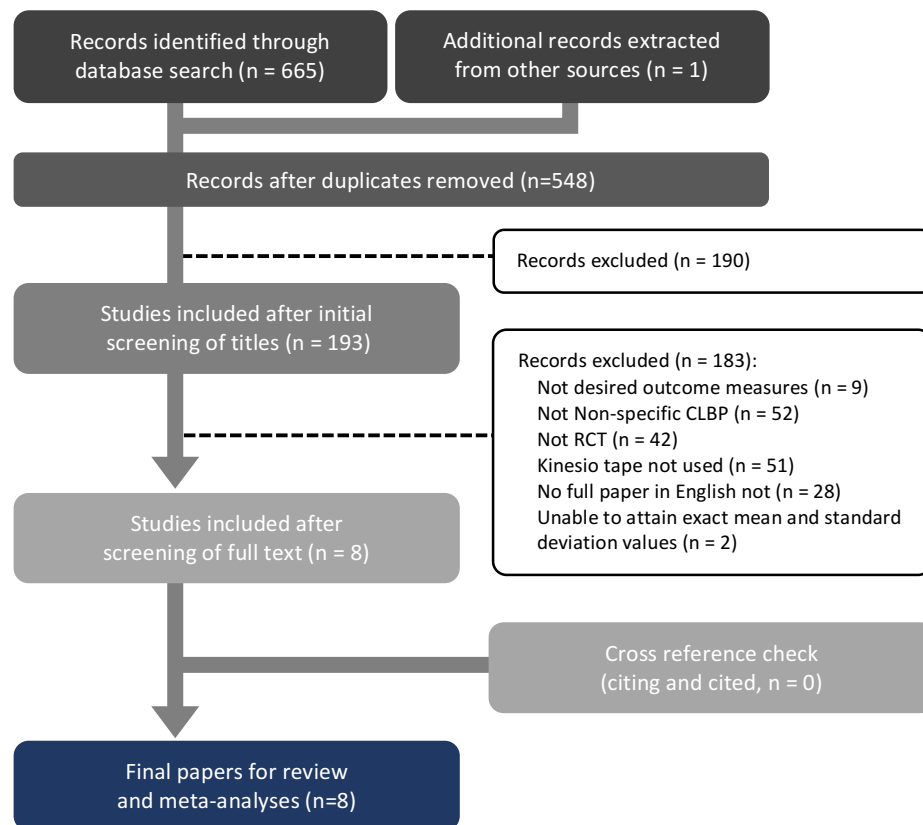 Records identified through
database search (n = 665)
Additional records extracted
from other sources (n = 1)
Records after duplicates removed (n=548)
Records excluded (n = 190)
Studies included after initial
screening of titles (n = 193)
Records excluded (n = 183):
Not desired outcome measures (n = 9)
Not Non-specific CLBP (n = 52)
Not RCT (n = 42)
Kinesio tape not used (n = 51)
No full paper in English not (n = 28)
Unable to attain exact mean and standard
deviation values (n = 2)
Studies included after
screening of full text (n = 8)
Cross reference check
(citing and cited, n = 0)
Final papers for review
and meta-analyses (n=8)